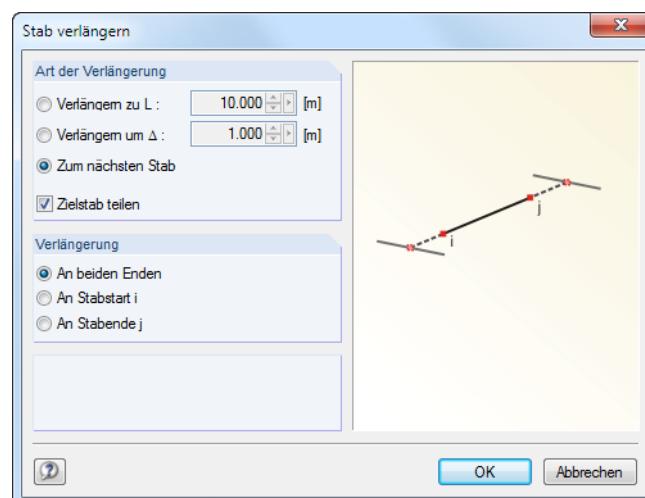 Stab verlängern
Art der Verlängerung
Verlängern zu L : 10.000 [m]
Verlängern um Δ : 1.000 [m]
Zum nächsten Stab
Zielstab teilen
Verlängerung
An beiden Enden
An Stabstart i
An Stabende j
j
i
OK Abbrechen